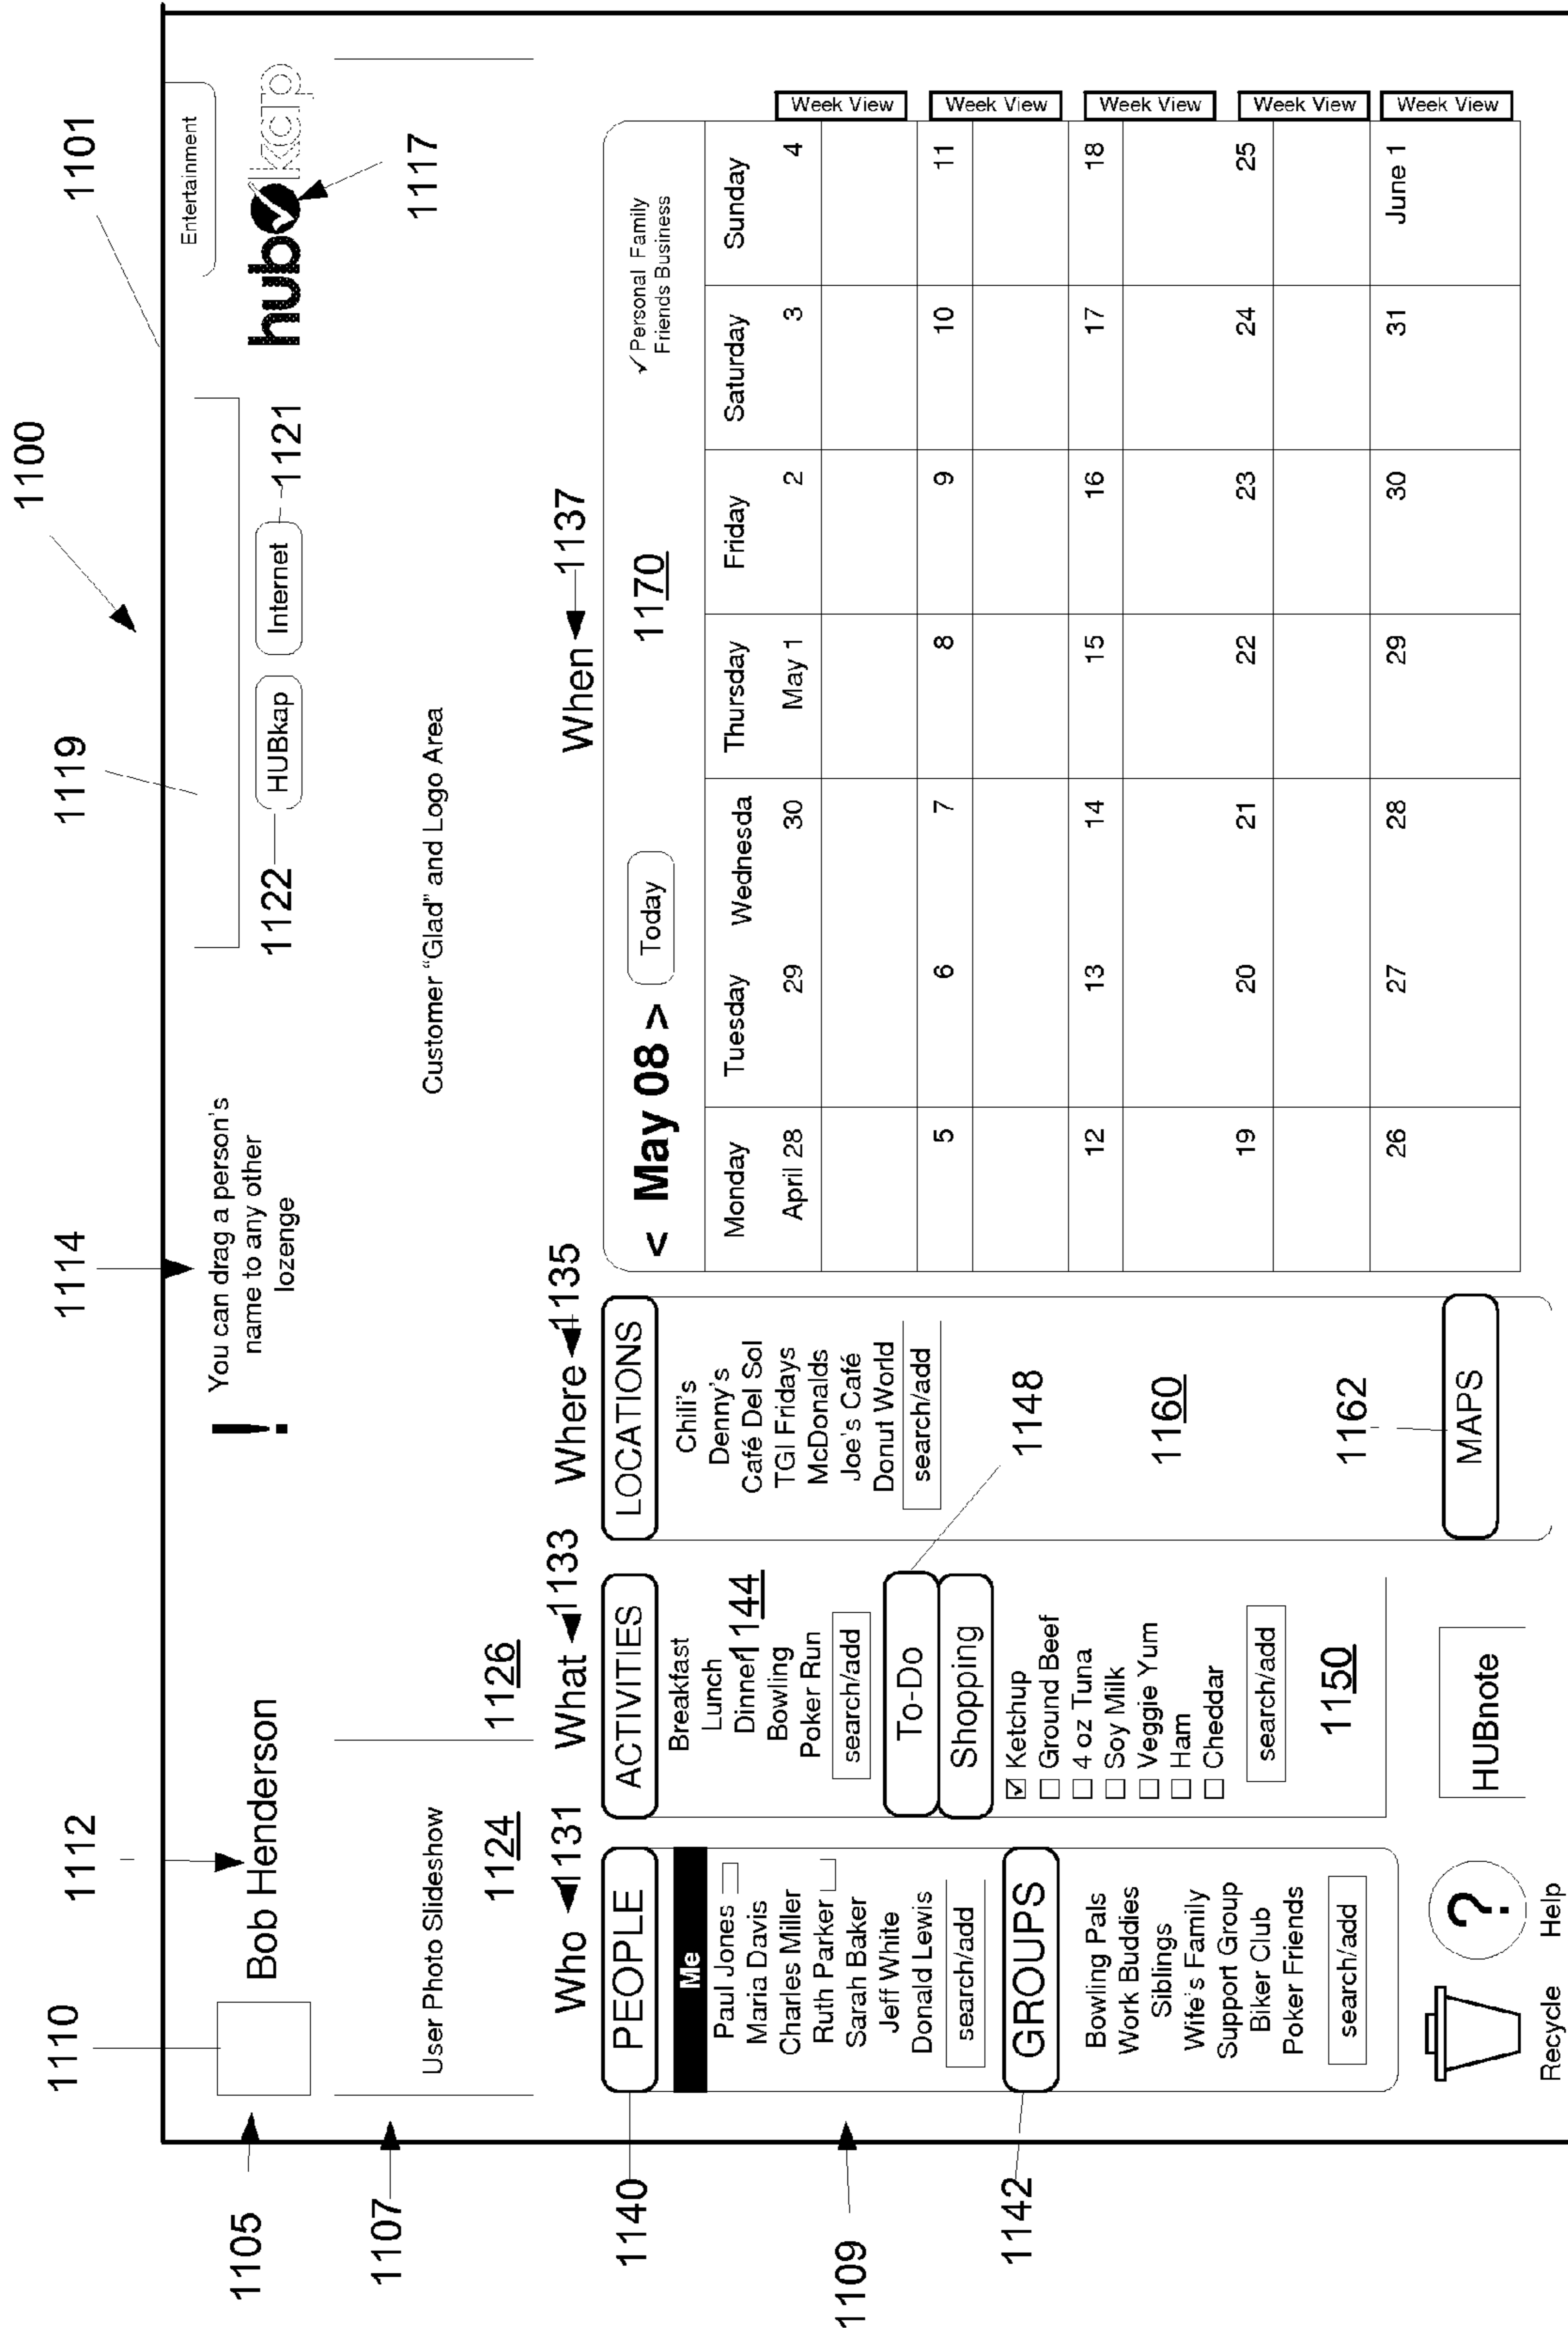 1100
1101
1110
1112
1114
1119
Entertainment
1105
Bob Henderson
!
You can drag a person's
name to any other
lozenge
1122
HUBkap
Internet
1121
hub kap
1117
1107
User Photo Slideshow
1124
1126
Customer "Glad" and Logo Area
Who 1131
What 1133
Where 1135
When 1137
1140
PEOPLE
Me
Paul Jones
Maria Davis
Charles Miller
Ruth Parker
Sarah Baker
Jeff White
Donald Lewis
search/add
1109
1142
GROUPS
Bowling Pals
Work Buddies
Siblings
Wife's Family
Support Group
Biker Club
Poker Friends
search/add
Recycle
?
Help
ACTIVITIES
Breakfast
Lunch
Dinner
1144
Bowling
Poker Run
search/add
To-Do
1148
Shopping
Ketchup
Ground Beef
4 oz Tuna
Soy Milk
Veggie Yum
Ham
Cheddar
search/add
1150
HUBnote
LOCATIONS
Chili's
Denny's
Café Del Sol
TGI Fridays
McDonalds
Joe's Café
Donut World
search/add
1160
1162
MAPS
< May 08 >
Today
1170
✓ Personal Family
Friends Business
Monday Tuesday Wednesda Thursday Friday Saturday Sunday
April 28 29 30 May 1 2 3 4
Week View
5 6 7 8 9 10 11
Week View
12 13 14 15 16 17 18
Week View
19 20 21 22 23 24 25
Week View
26 27 28 29 30 31 June 1
Week View